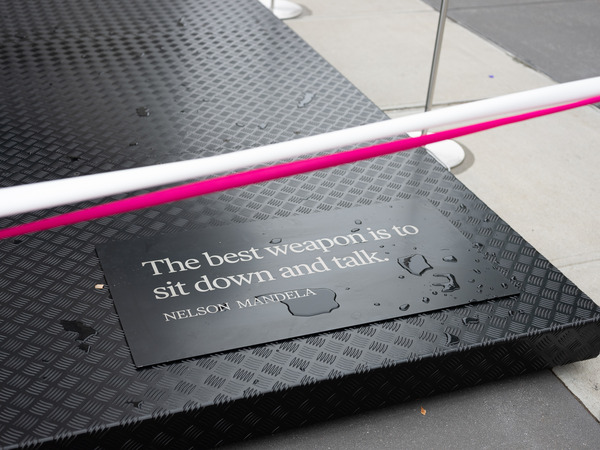 The best weapon is to
sit down and talk.
NELSON MANDELA